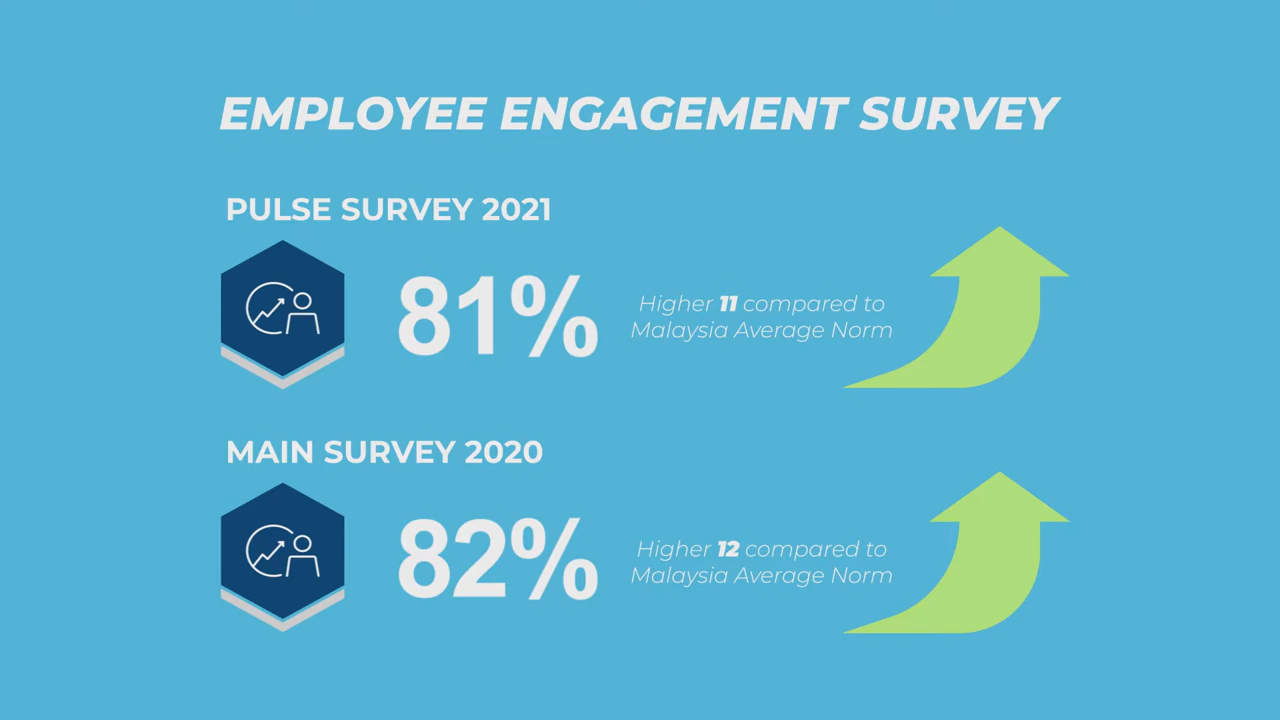 EMPLOYEE ENGAGEMENT SURVEY
PULSE SURVEY 2021
81%
Higher 11 compared to
Malaysia Average Norm
MAIN SURVEY 2020
82%
Higher 12 compared to
Malaysia Average Norm